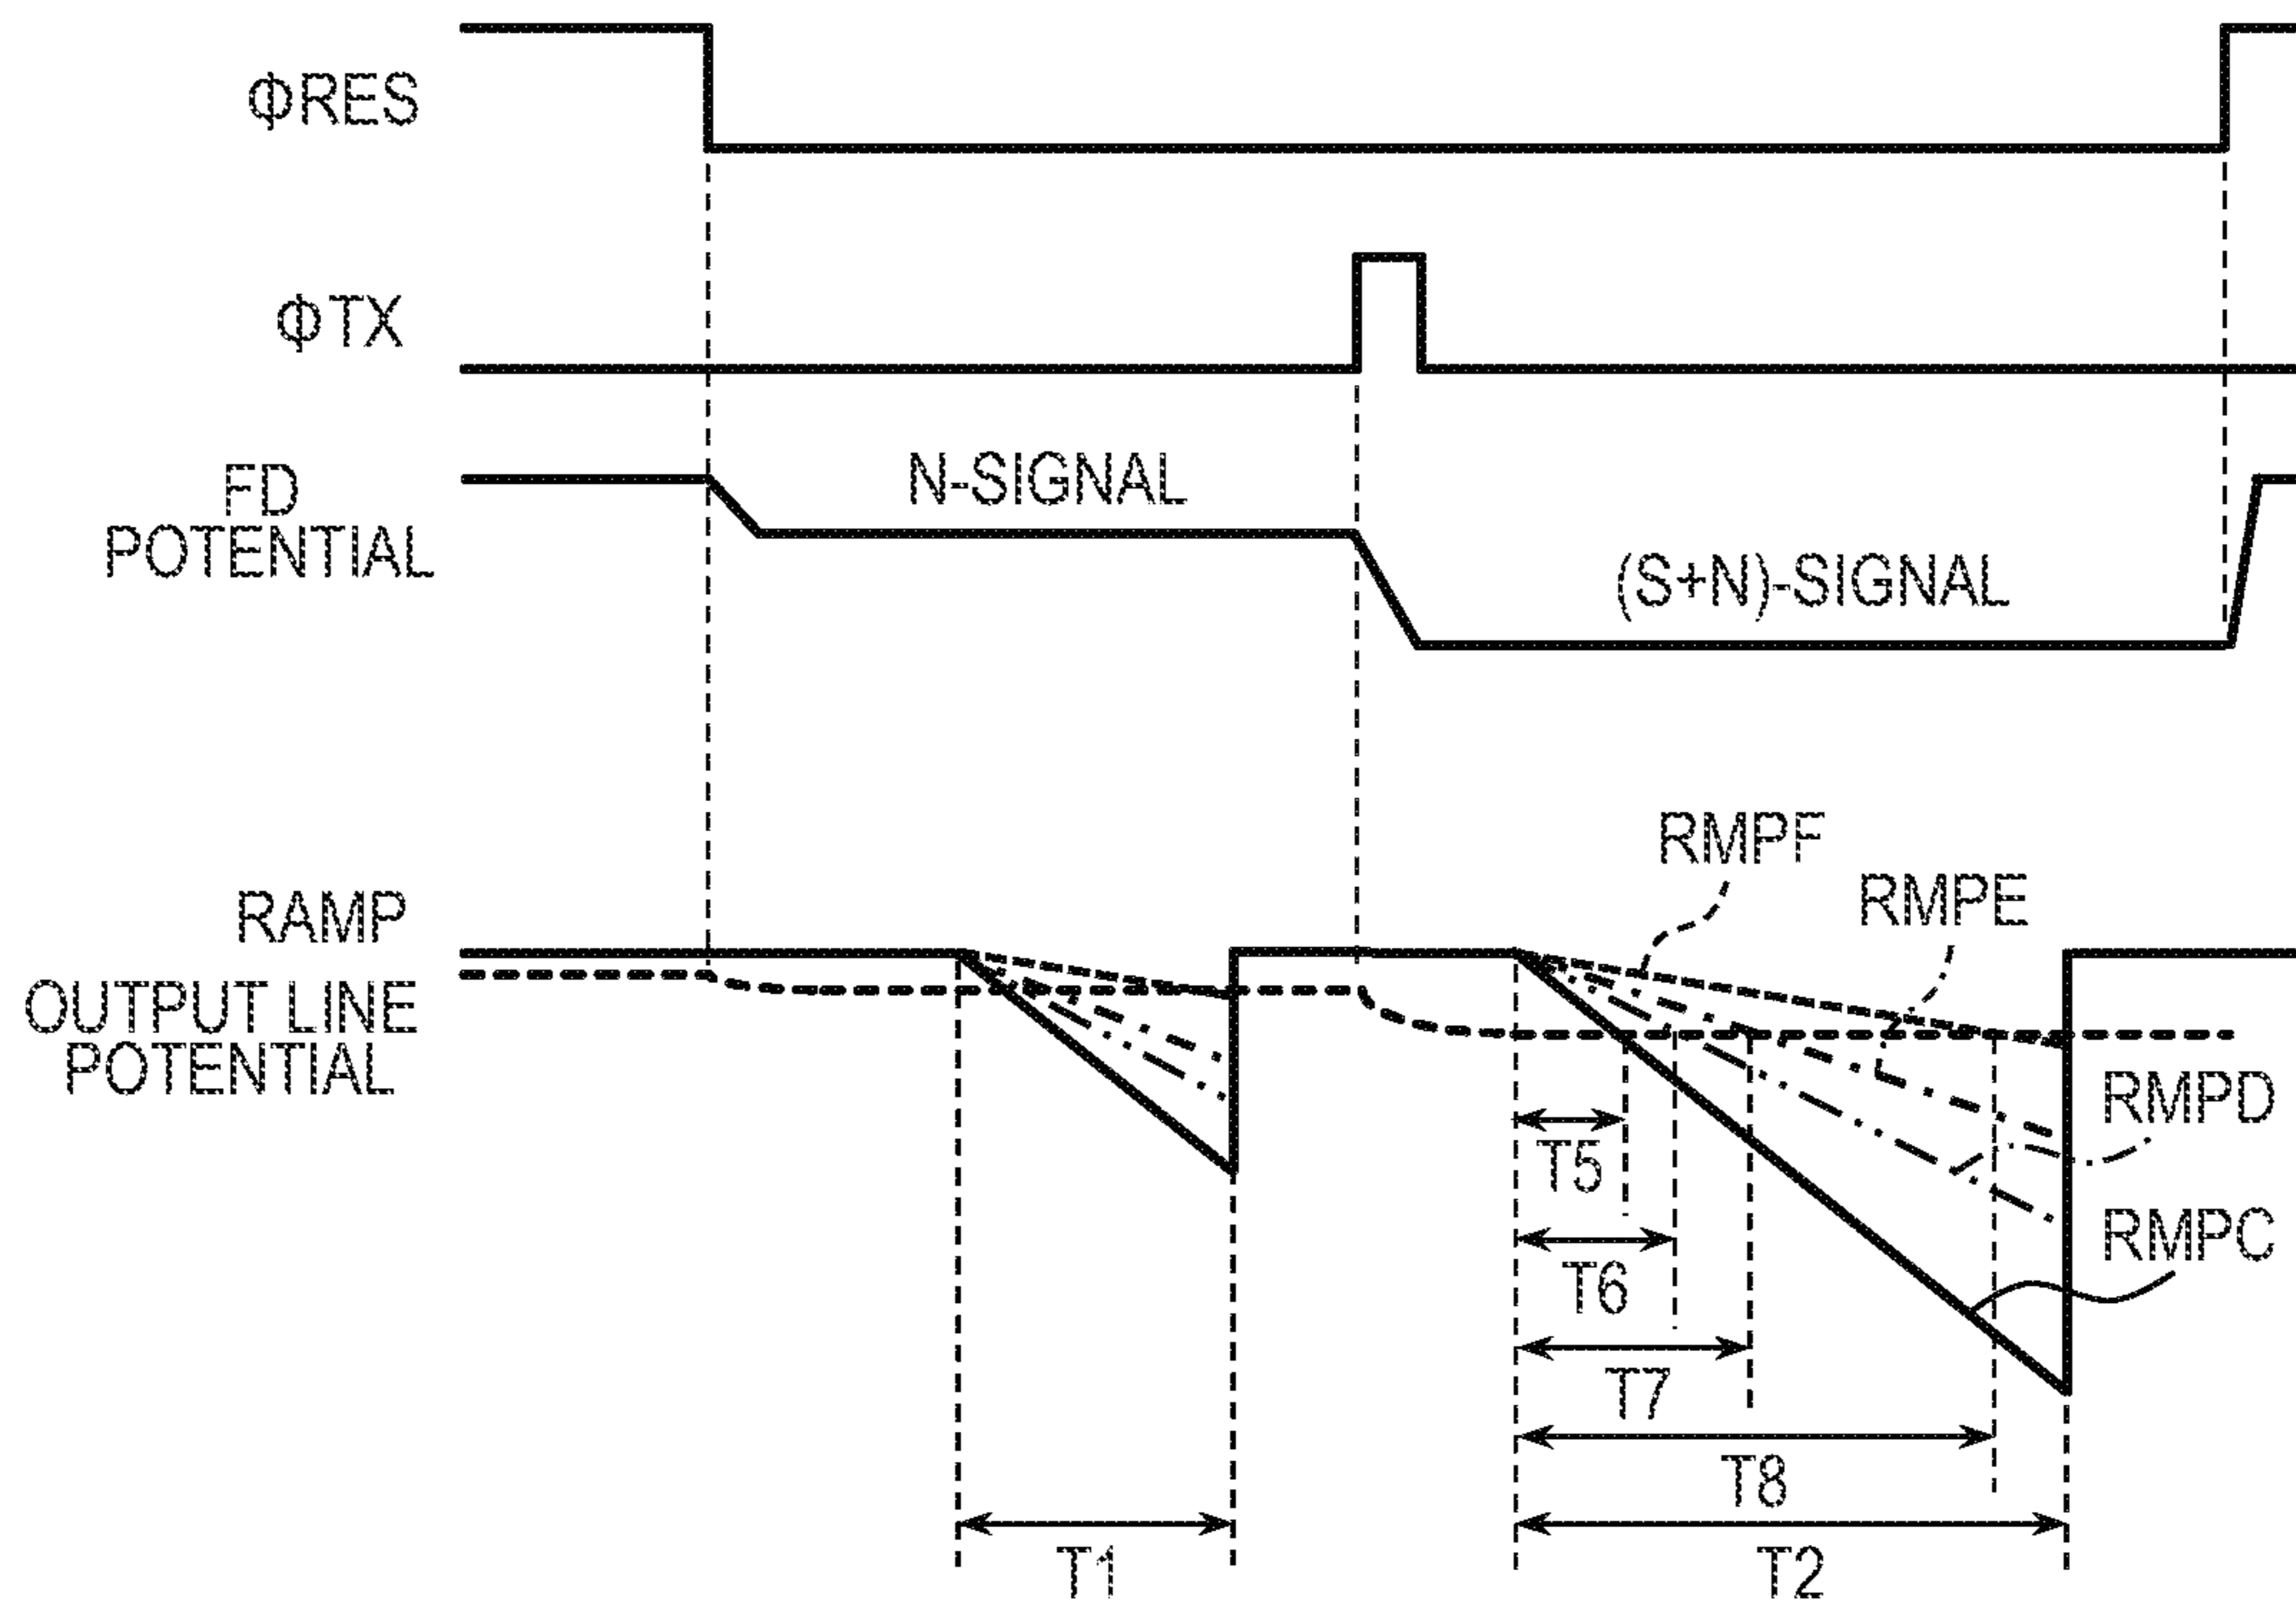 ΦRES
ΦTX
FD
POTENTIAL
N-SIGNAL
(S+N)-SIGNAL
RMPF
RMPE
RAMP
OUTPUT LINE
POTENTIAL
RMPD
T5
RMPC
T6
T7
T8
T1
T2